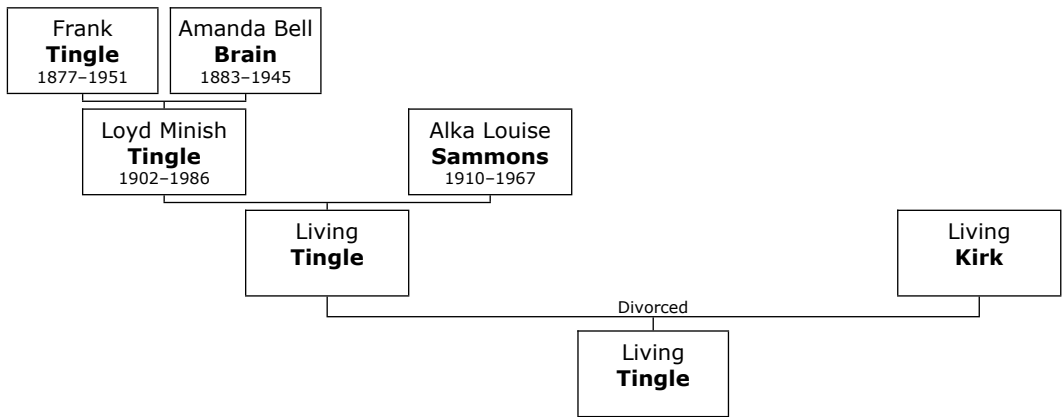 Frank
Tingle
1877–1951
Amanda Bell
Brain
1883–1945
Loyd Minish
Tingle
1902–1986
Alka Louise
Sammons
1910–1967
Living
Tingle
Living
Kirk
Divorced
Living
Tingle